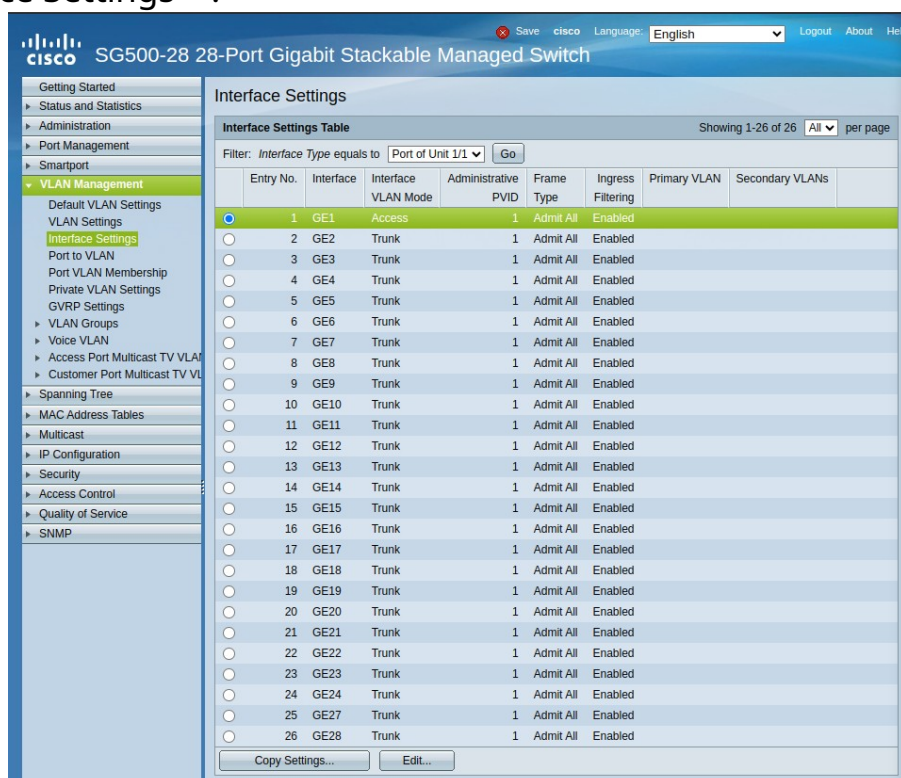 ce Settings" .
Save cisco Language: English Logout About He
CISCO SG500-28 28-Port Gigabit Stackable Managed Switch
Getting Started
Status and Statistics
Administration
Port Management
Smartport
VLAN Management
Default VLAN Settings
VLAN Settings
Interface Settings
Port to VLAN
Port VLAN Membership
Private VLAN Settings
GVRP Settings
VLAN Groups
Voice VLAN
Access Port Multicast TV VLAN
Customer Port Multicast TV VL
Spanning Tree
MAC Address Tables
Multicast
IP Configuration
Security
Access Control
Quality of Service
SNMP
Interface Settings
Interface Settings Table Showing 1-26 of 26 All per page
Filter: Interface Type equals to Port of Unit 1/1 Go
Entry No. Interface Interface VLAN Mode Administrative PVID Frame Type Ingress Filtering Primary VLAN Secondary VLANs
1 GE1 Access 1 Admit All Enabled
2 GE2 Trunk 1 Admit All Enabled
3 GE3 Trunk 1 Admit All Enabled
4 GE4 Trunk 1 Admit All Enabled
5 GE5 Trunk 1 Admit All Enabled
6 GE6 Trunk 1 Admit All Enabled
7 GE7 Trunk 1 Admit All Enabled
8 GE8 Trunk 1 Admit All Enabled
9 GE9 Trunk 1 Admit All Enabled
10 GE10 Trunk 1 Admit All Enabled
11 GE11 Trunk 1 Admit All Enabled
12 GE12 Trunk 1 Admit All Enabled
13 GE13 Trunk 1 Admit All Enabled
14 GE14 Trunk 1 Admit All Enabled
15 GE15 Trunk 1 Admit All Enabled
16 GE16 Trunk 1 Admit All Enabled
17 GE17 Trunk 1 Admit All Enabled
18 GE18 Trunk 1 Admit All Enabled
19 GE19 Trunk 1 Admit All Enabled
20 GE20 Trunk 1 Admit All Enabled
21 GE21 Trunk 1 Admit All Enabled
22 GE22 Trunk 1 Admit All Enabled
23 GE23 Trunk 1 Admit All Enabled
24 GE24 Trunk 1 Admit All Enabled
25 GE27 Trunk 1 Admit All Enabled
26 GE28 Trunk 1 Admit All Enabled
Copy Settings... Edit...